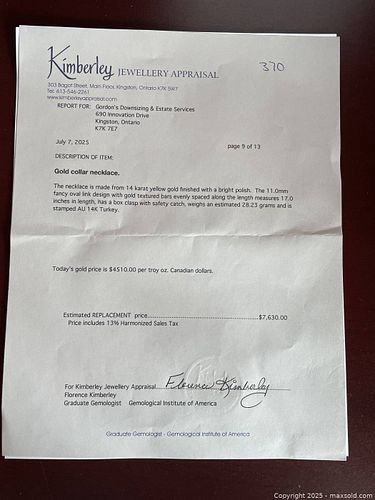 Kimberley JEWELLERY APPRAISAL
370
303 Bagot Street, Main Floor, Kingston, Ontario K7K 5W7
Tel: 613-546-2261
www.kimberleyappraisal.com
REPORT FOR: Gordon's Downsizing & Estate Services
690 Innovation Drive
Kingston, Ontario
K7K 7E7
July 7, 2025
page 9 of 13
DESCRIPTION OF ITEM:
Gold collar necklace.
The necklace is made from 14 karat yellow gold finished with a bright polish. The 11.0mm
fancy oval link design with gold textured bars evenly spaced along the length measures 17.0
inches in length, has a box clasp with safety catch, weighs an estimated 28.23 grams and is
stamped AU 14K Turkey.
Today's gold price is $4510.00 per troy oz. Canadian dollars.
Estimated REPLACEMENT price......................................................$7,630.00
Price includes 13% Harmonized Sales Tax
For Kimberley Jewellery Appraisal Florence Kimberley
Florence Kimberley
Graduate Gemologist Gemological Institute of America
Graduate Gemologist - Gemological Institute of America
Copyright 2025 - maxsold.com